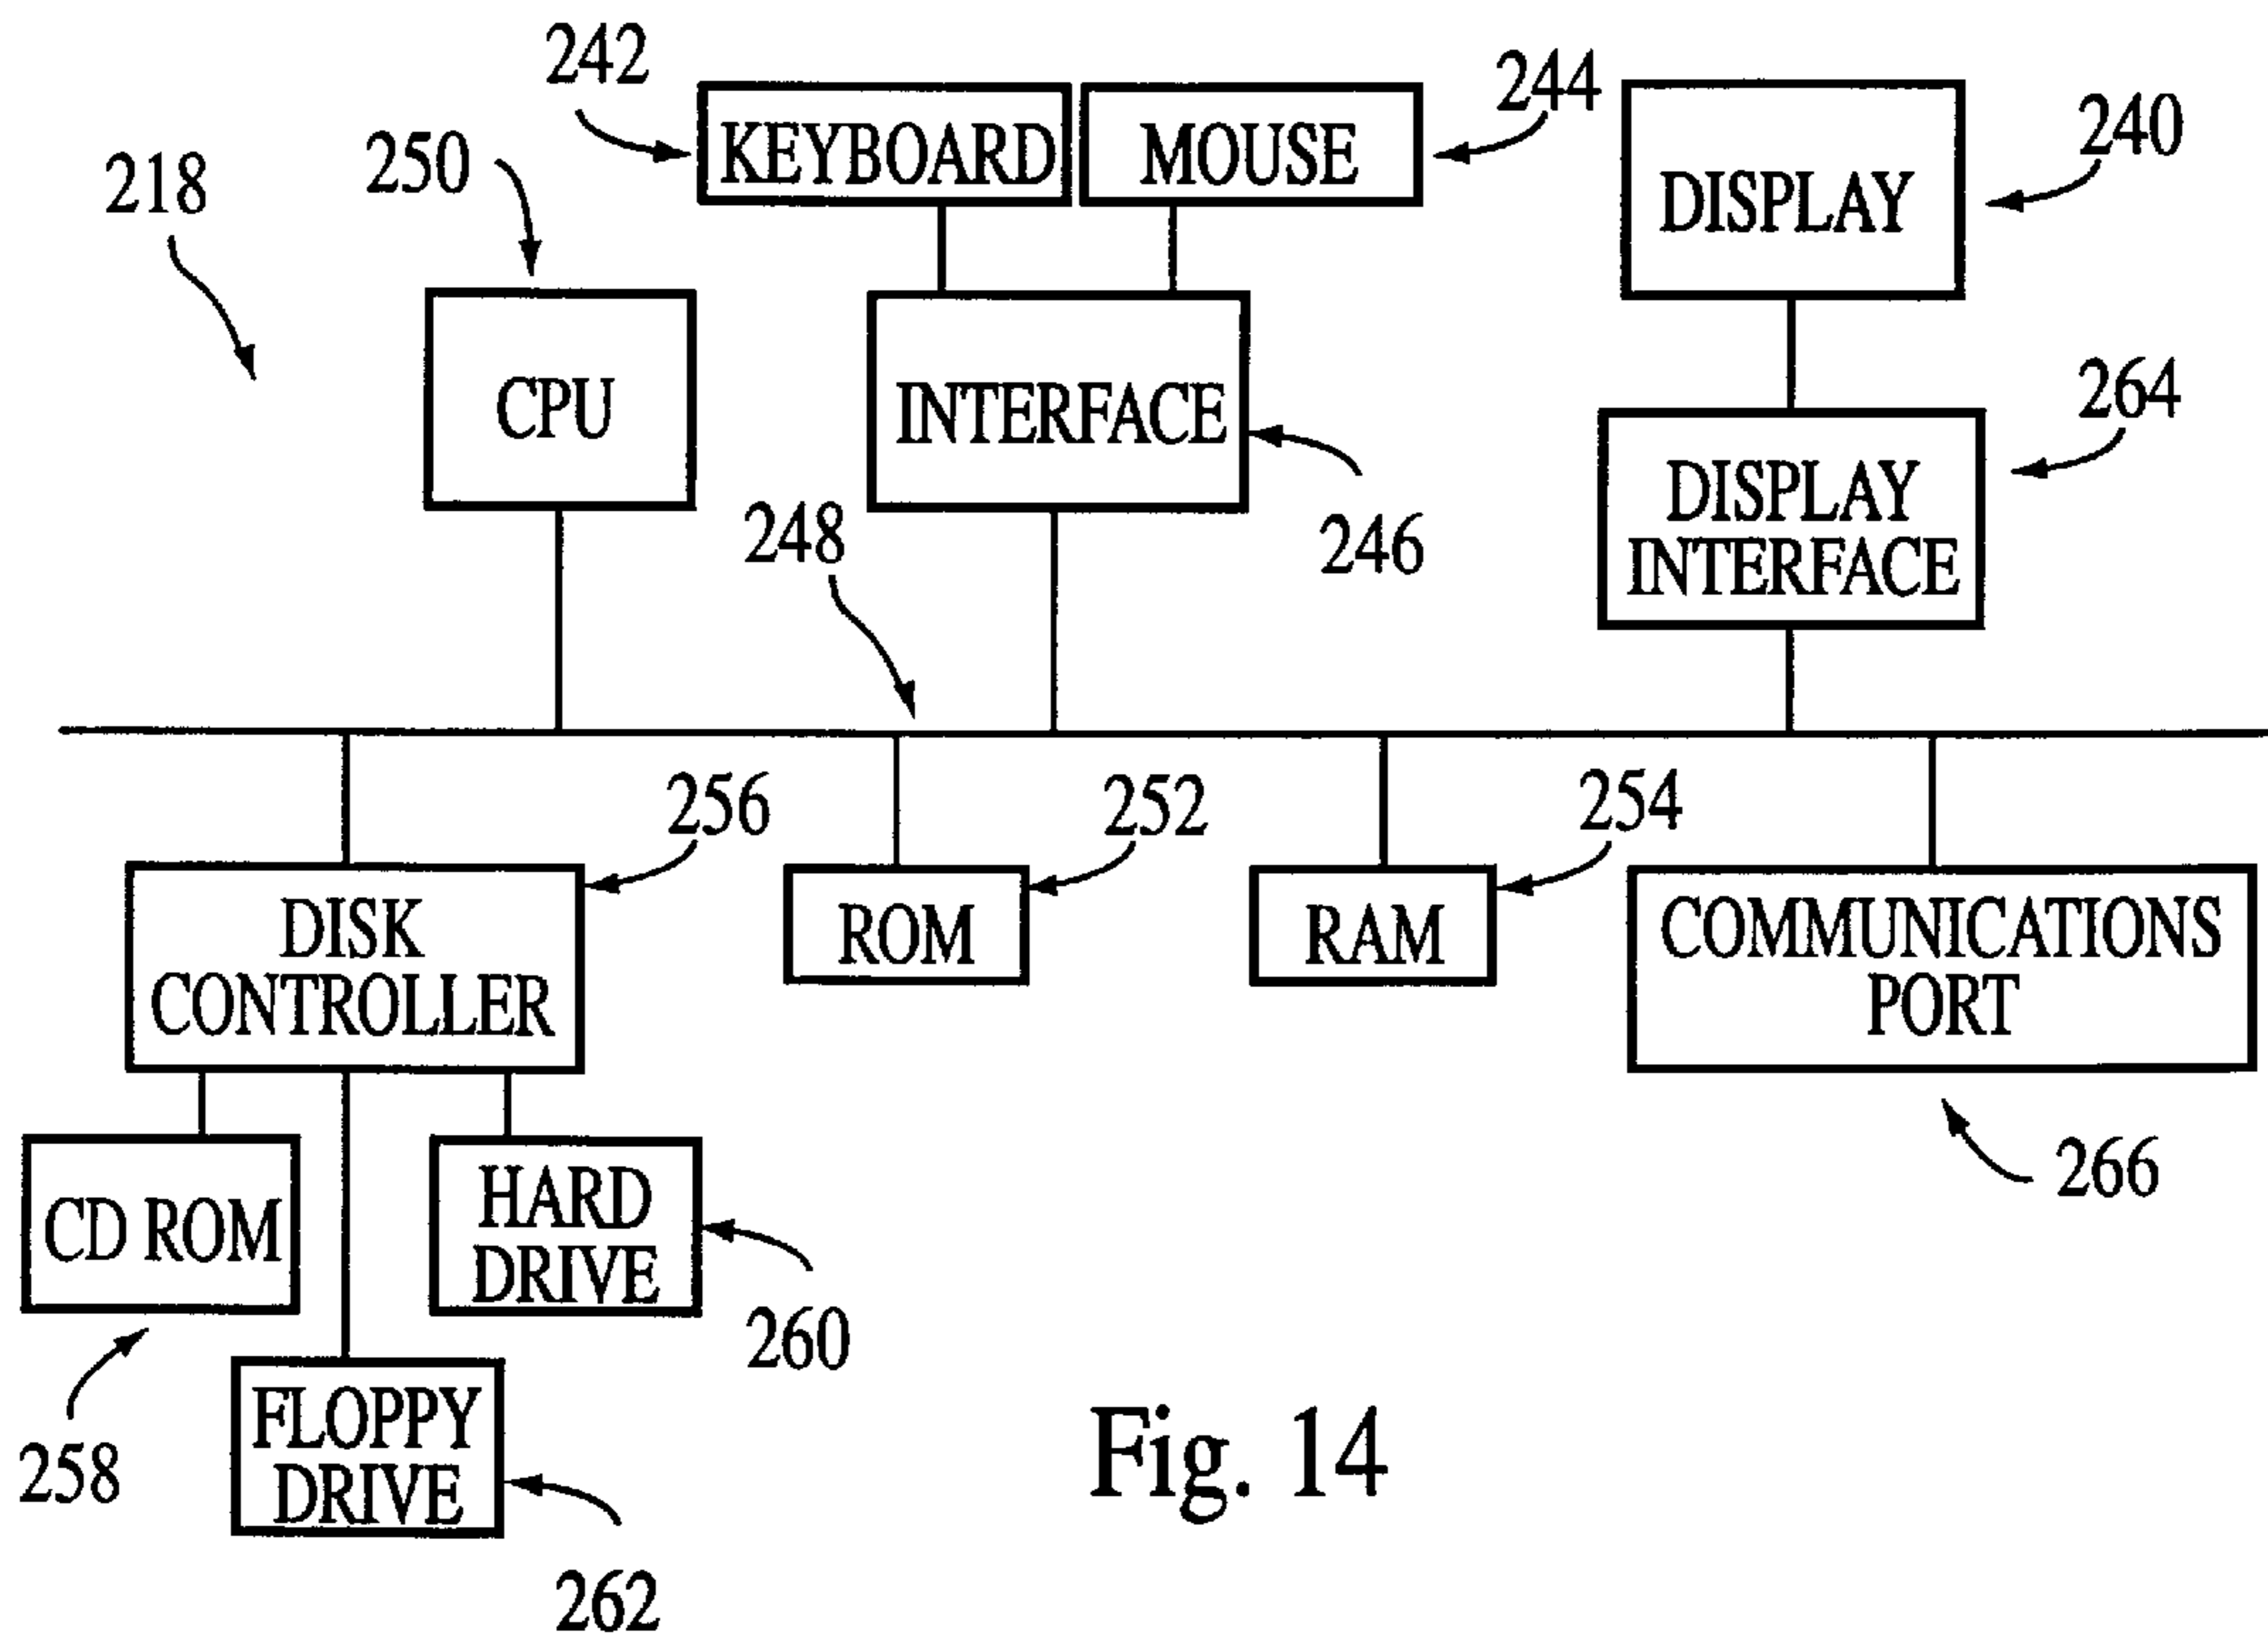 242
KEYBOARD
MOUSE
244
240
250
218
DISPLAY
CPU
INTERFACE
264
DISPLAY
INTERFACE
248
246
256
252
254
DISK
CONTROLLER
ROM
RAM
COMMUNICATIONS
PORT
266
CD ROM
HARD
DRIVE
260
258
FLOPPY
DRIVE
262
Fig. 14